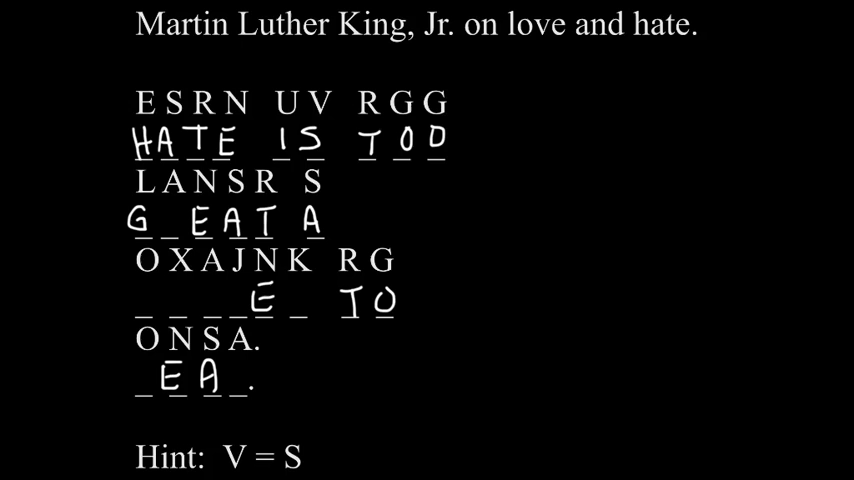 Martin Luther King, Jr. on love and hate.
ESRN UV RGG
HATE IS TOO
LANSR S
G_EAT A
OXAJNK RG
____E_ TO
ONSA.
_EA_.
Hint: V = S